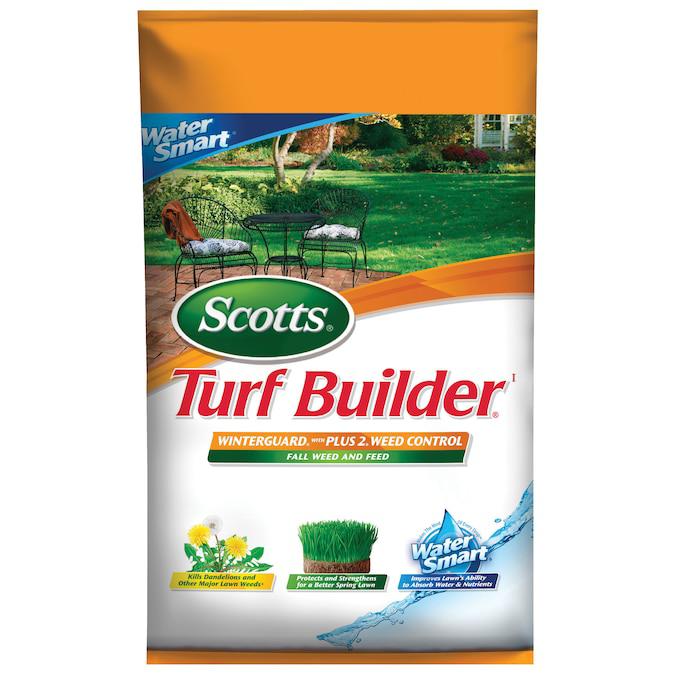 Water
Smart®
Scotts®
Turf Builder®I
WINTERGUARD® WITH PLUS 2® WEED CONTROL
FALL WEED AND FEED
Water
Smart®
Kills Dandelions and
Other Major Lawn Weeds*
Protects and Strengthens
for a Better Spring Lawn
Improves Lawn's Ability
to Absorb Water & Nutrients